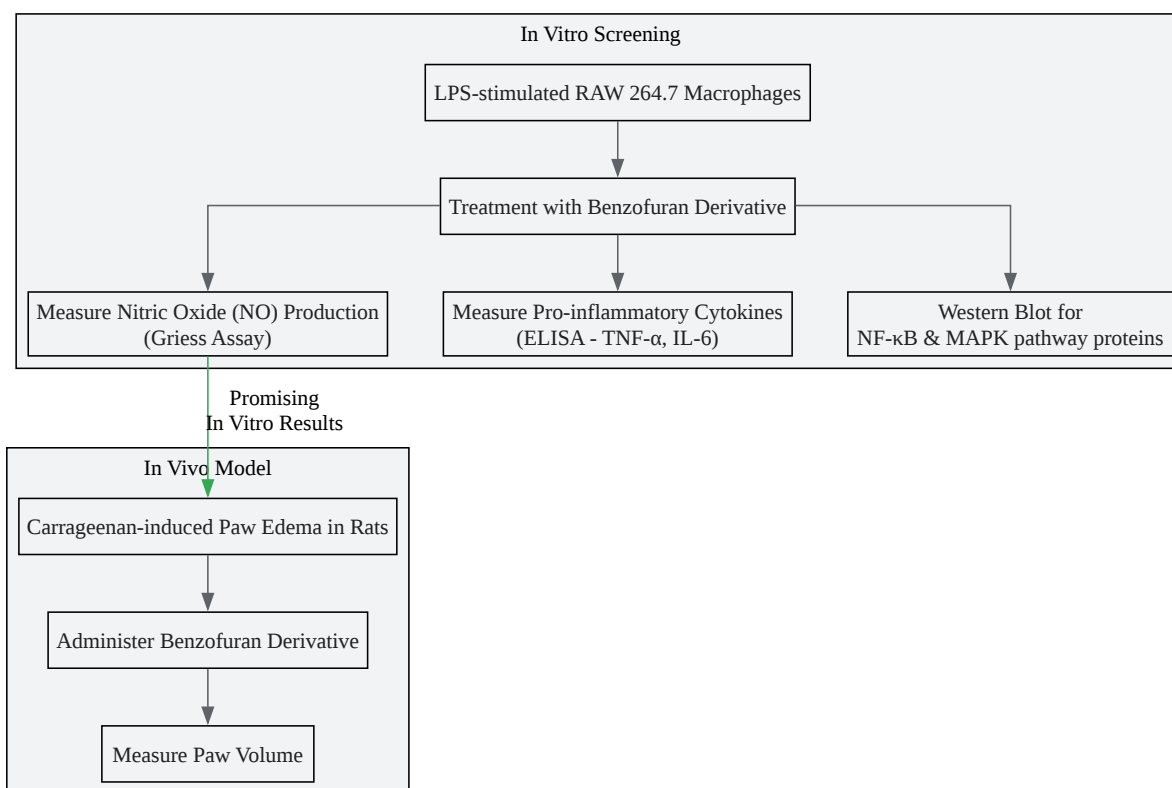 In Vitro Screening
LPS-stimulated RAW 264.7 Macrophages
Treatment with Benzofuran Derivative
Measure Nitric Oxide (NO) Production
(Griess Assay)
Measure Pro-inflammatory Cytokines
(ELISA - TNF-α, IL-6)
Western Blot for
NF-κB & MAPK pathway proteins
Promising
In Vitro Results
In Vivo Model
Carrageenan-induced Paw Edema in Rats
Administer Benzofuran Derivative
Measure Paw Volume